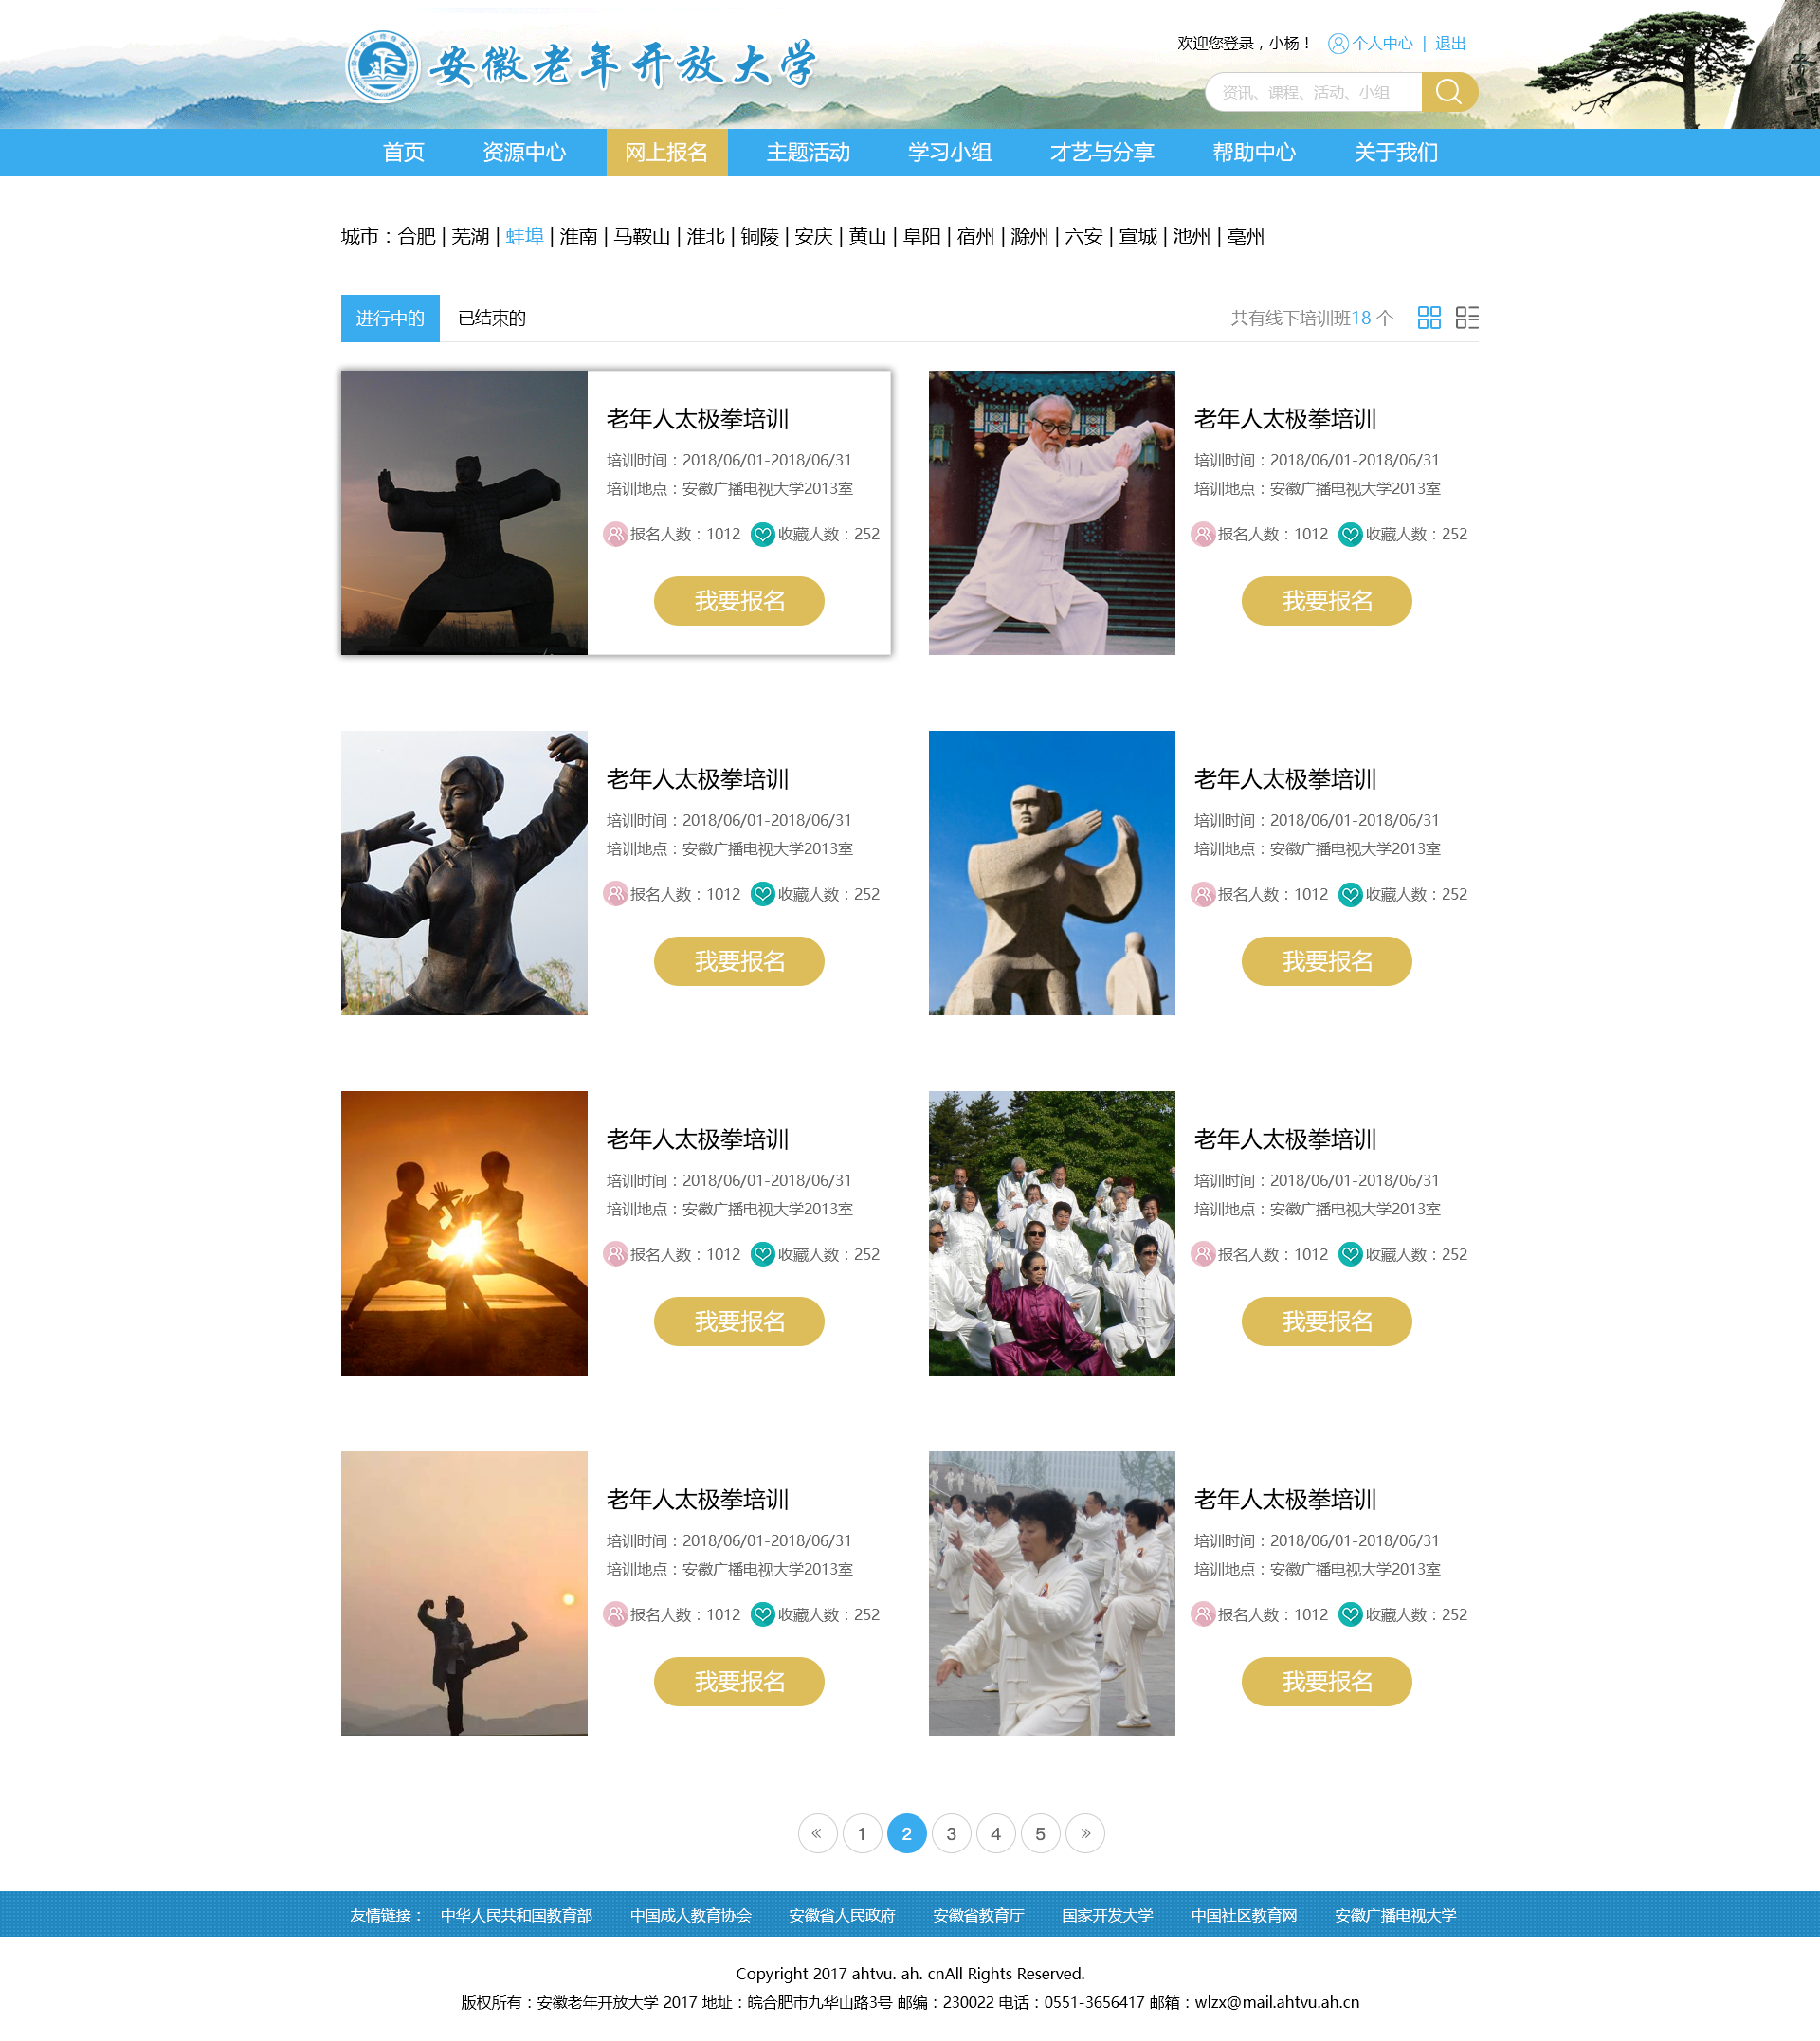 安徽老年开放大学
欢迎您登录，小杨！ 个人中心 | 退出
资讯、课程、活动、小组
首页 资源中心 网上报名 主题活动 学习小组 才艺与分享 帮助中心 关于我们
城市：合肥 | 芜湖 | 蚌埠 | 淮南 | 马鞍山 | 淮北 | 铜陵 | 安庆 | 黄山 | 阜阳 | 宿州 | 滁州 | 六安 | 宣城 | 池州 | 亳州
进行中的 已结束的 共有线下培训班18 个
老年人太极拳培训
培训时间：2018/06/01-2018/06/31
培训地点：安徽广播电视大学2013室
报名人数：1012 收藏人数：252
我要报名
老年人太极拳培训
培训时间：2018/06/01-2018/06/31
培训地点：安徽广播电视大学2013室
报名人数：1012 收藏人数：252
我要报名
老年人太极拳培训
培训时间：2018/06/01-2018/06/31
培训地点：安徽广播电视大学2013室
报名人数：1012 收藏人数：252
我要报名
老年人太极拳培训
培训时间：2018/06/01-2018/06/31
培训地点：安徽广播电视大学2013室
报名人数：1012 收藏人数：252
我要报名
老年人太极拳培训
培训时间：2018/06/01-2018/06/31
培训地点：安徽广播电视大学2013室
报名人数：1012 收藏人数：252
我要报名
老年人太极拳培训
培训时间：2018/06/01-2018/06/31
培训地点：安徽广播电视大学2013室
报名人数：1012 收藏人数：252
我要报名
老年人太极拳培训
培训时间：2018/06/01-2018/06/31
培训地点：安徽广播电视大学2013室
报名人数：1012 收藏人数：252
我要报名
老年人太极拳培训
培训时间：2018/06/01-2018/06/31
培训地点：安徽广播电视大学2013室
报名人数：1012 收藏人数：252
我要报名
« 1 2 3 4 5 »
友情链接： 中华人民共和国教育部 中国成人教育协会 安徽省人民政府 安徽省教育厅 国家开发大学 中国社区教育网 安徽广播电视大学
Copyright 2017 ahtvu. ah. cnAll Rights Reserved.
版权所有：安徽老年开放大学 2017 地址：皖合肥市九华山路3号 邮编：230022 电话：0551-3656417 邮箱：wlzx@mail.ahtvu.ah.cn